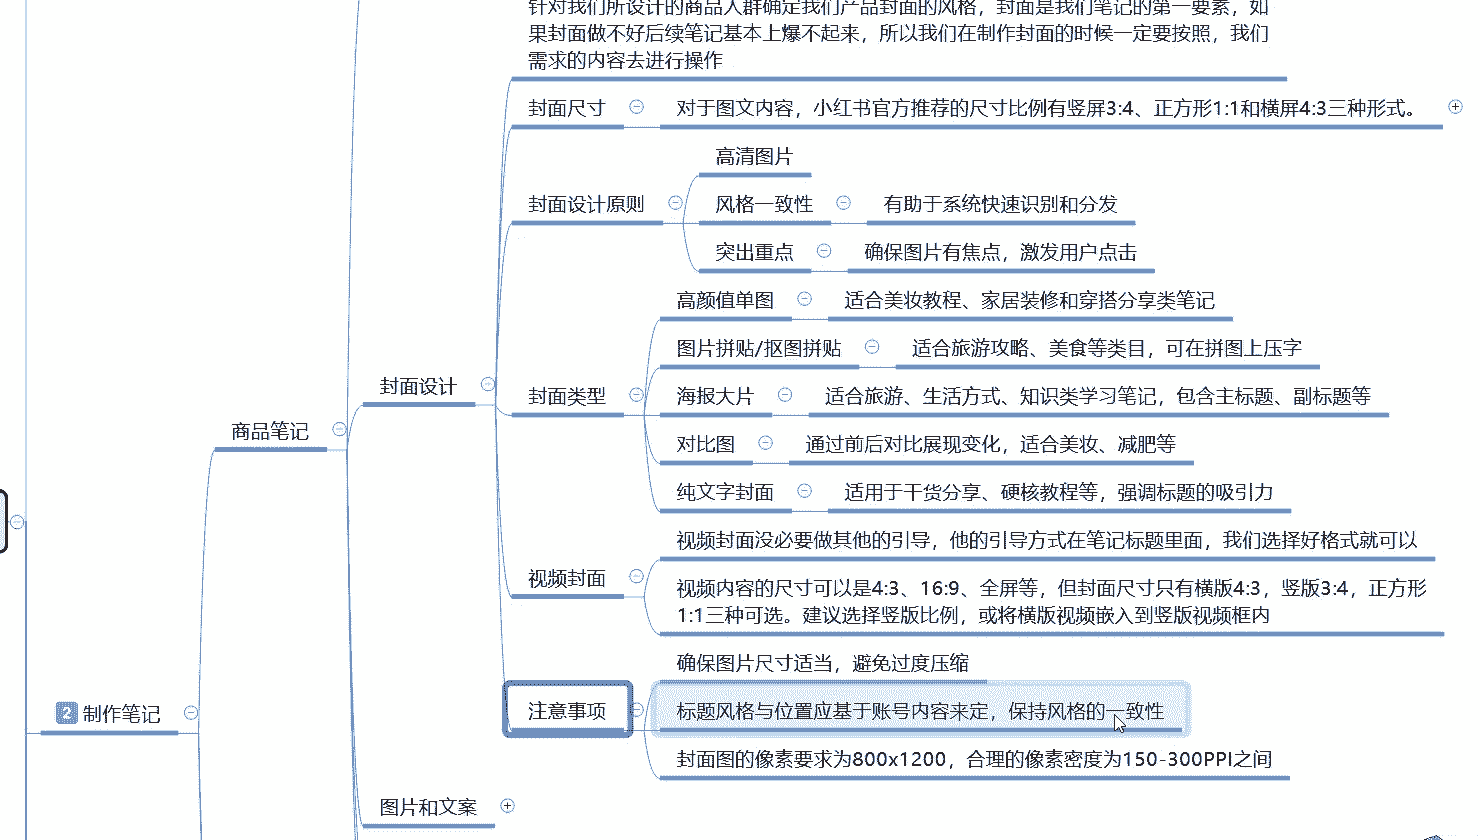 针对我们所设计的商品人群确定我们产品封面的风格，封面是我们笔记的第一要素，如
果封面做不好后续笔记基本上爆不起来，所以我们在制作封面的时候一定要按照，我们
需求的内容去进行操作
封面尺寸
对于图文内容，小红书官方推荐的尺寸比例有竖屏3:4、正方形1:1和横屏4:3三种形式。
高清图片
封面设计原则
风格一致性
有助于系统快速识别和分发
突出重点
确保图片有焦点，激发用户点击
高颜值单图
适合美妆教程、家居装修和穿搭分享类笔记
图片拼贴/抠图拼贴
适合旅游攻略、美食等类目，可在拼图上压字
封面设计
封面类型
海报大片
适合旅游、生活方式、知识类学习笔记，包含主标题、副标题等
商品笔记
对比图
通过前后对比展现变化，适合美妆、减肥等
纯文字封面
适用于干货分享、硬核教程等，强调标题的吸引力
视频封面没必要做其他的引导，他的引导方式在笔记标题里面，我们选择好格式就可以
视频封面
视频内容的尺寸可以是4:3、16:9、全屏等，但封面尺寸只有横版4:3，竖版3:4，正方形
1:1三种可选。建议选择竖版比例，或将横版视频嵌入到竖版视频框内
确保图片尺寸适当，避免过度压缩
2 制作笔记
注意事项
标题风格与位置应基于账号内容来定，保持风格的一致性
封面图的像素要求为800x1200，合理的像素密度为150-300PPI之间
图片和文案